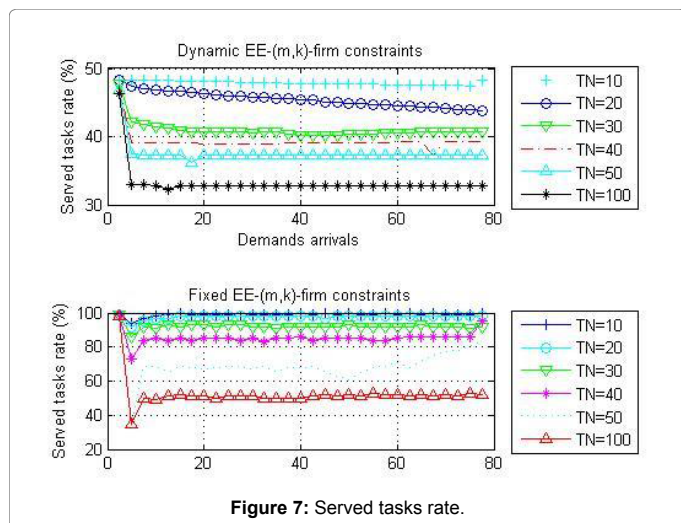 Dynamic EE-(m,k)-firm constraints
Served tasks rate (%)
50
40
30
0
20
40
60
80
Demands arrivals
TN=10
TN=20
TN=30
TN=40
TN=50
TN=100
Fixed EE-(m,k)-firm constraints
Served tasks rate (%)
100
80
60
40
20
0
20
40
60
80
TN=10
TN=20
TN=30
TN=40
TN=50
TN=100
Figure 7: Served tasks rate.